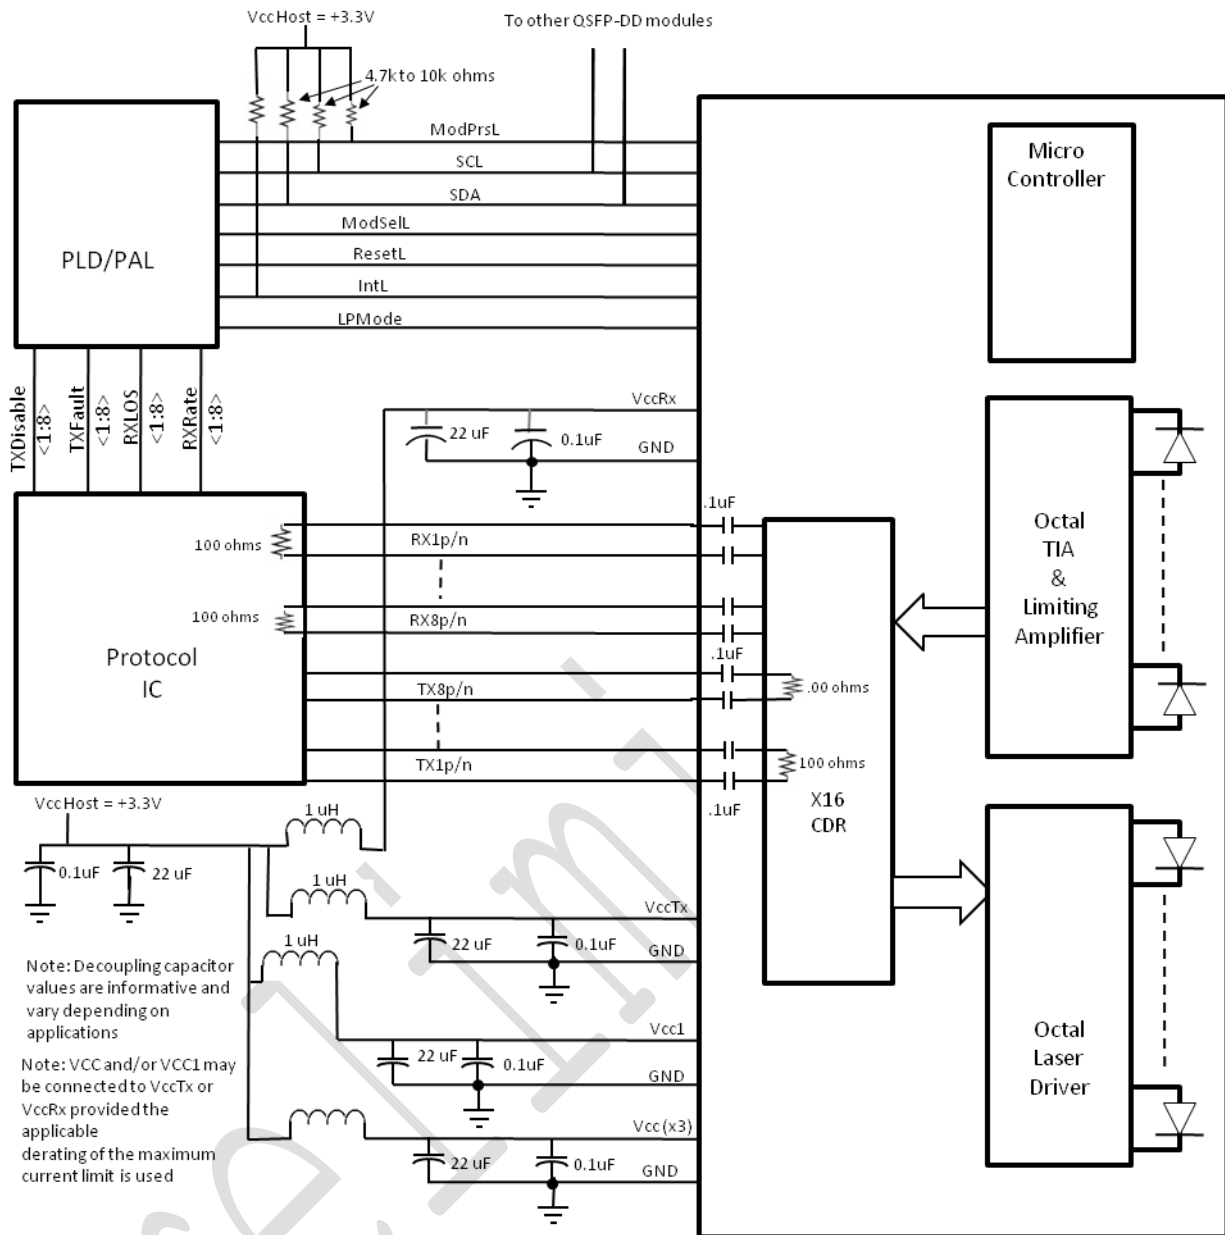 VccHost = +3.3V
To other QSFP-DD modules
4.7k to 10k ohms
PLD/PAL
ModPrsL
SCL
SDA
ModSelL
ResetL
IntL
LPMode
Micro
Controller
TXDisable
<1:8>
TXFault
<1:8>
RXLOS
<1:8>
RXRate
<1:8>
VccRx
22 uF
0.1uF
GND
Protocol
IC
100 ohms
100 ohms
RX1p/n
RX8p/n
TX8p/n
TX1p/n
.1uF
.1uF
.1uF
.00 ohms
100 ohms
X16
CDR
Octal
TIA
&
Limiting
Amplifier
Octal
Laser
Driver
VccHost = +3.3V
0.1uF
22 uF
1 uH
1 uH
VccTx
22 uF
0.1uF
GND
1 uH
Vcc1
22 uF
0.1uF
GND
Vcc(x3)
22 uF
0.1uF
GND
Note: Decoupling capacitor
values are informative and
vary depending on
applications
Note: VCC and/or VCC1 may
be connected to VccTx or
VccRx provided the
applicable
derating of the maximum
current limit is used